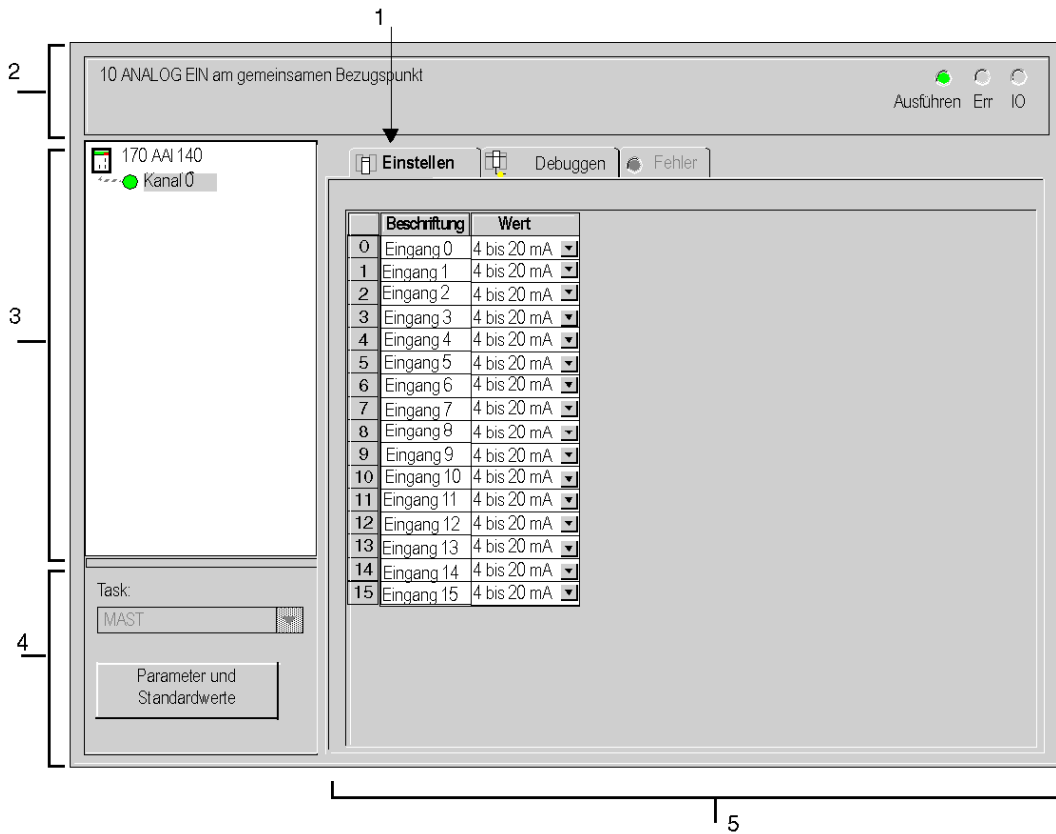 1
2
10 ANALOG EIN am gemeinsamen Bezugspunkt
Ausführen Err IO
3
170 AAI 140
Kanal 0
Einstellen Debuggen Fehler
Beschriftung Wert
0 Eingang 0 4 bis 20 mA
1 Eingang 1 4 bis 20 mA
2 Eingang 2 4 bis 20 mA
3 Eingang 3 4 bis 20 mA
4 Eingang 4 4 bis 20 mA
5 Eingang 5 4 bis 20 mA
6 Eingang 6 4 bis 20 mA
7 Eingang 7 4 bis 20 mA
8 Eingang 8 4 bis 20 mA
9 Eingang 9 4 bis 20 mA
10 Eingang 10 4 bis 20 mA
11 Eingang 11 4 bis 20 mA
12 Eingang 12 4 bis 20 mA
13 Eingang 13 4 bis 20 mA
14 Eingang 14 4 bis 20 mA
15 Eingang 15 4 bis 20 mA
4
Task:
MAST
Parameter und
Standardwerte
5